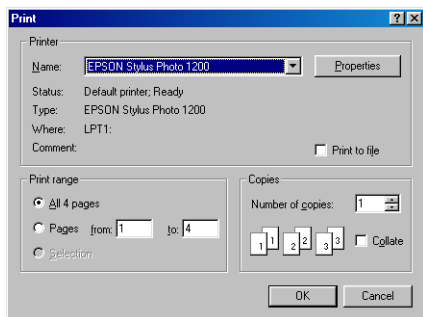 Print
Printer
Name: EPSON Stylus Photo 1200 Properties
Status: Default printer; Ready
Type: EPSON Stylus Photo 1200
Where: LPT1:
Comment: Print to file
Print range
All 4 pages
Pages from: 1 to: 4
Selection
Copies
Number of copies: 1
1 1 2 2 3 3 Collate
OK Cancel